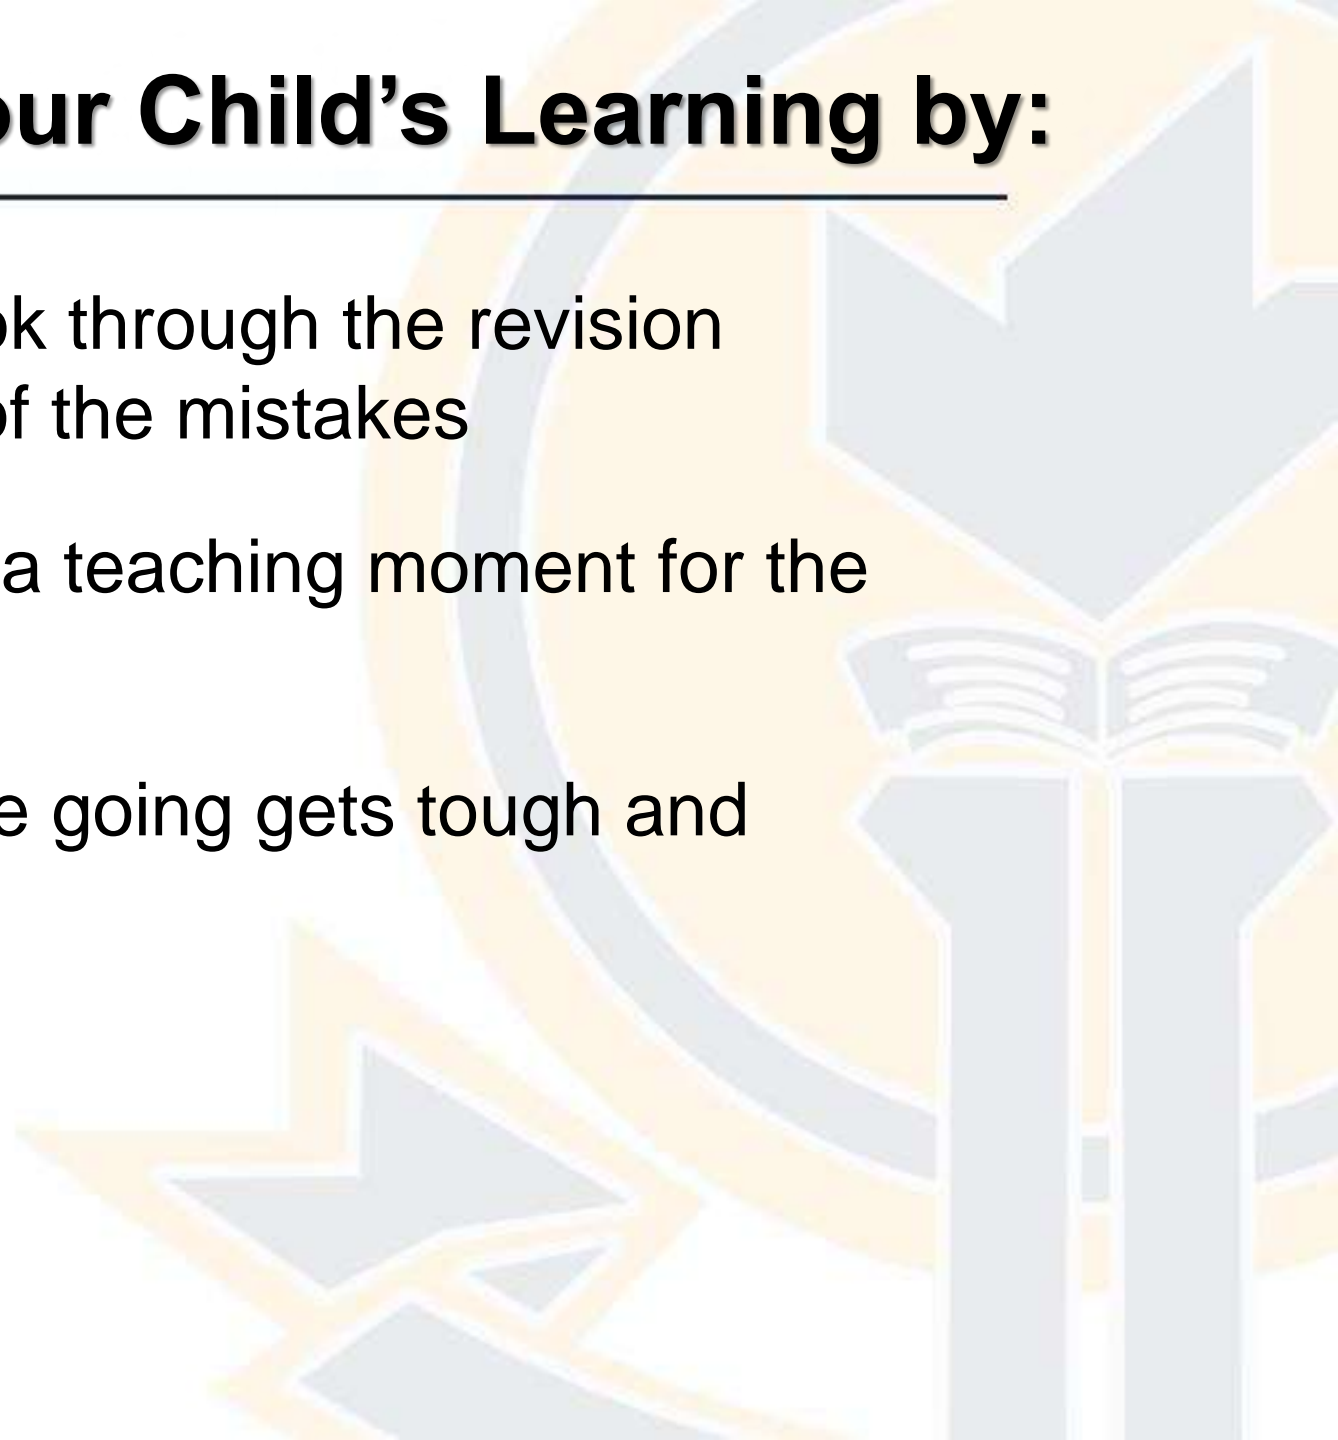 our Child’s Learning by:
ok through the revision
of the mistakes
a teaching moment for the
e going gets tough and